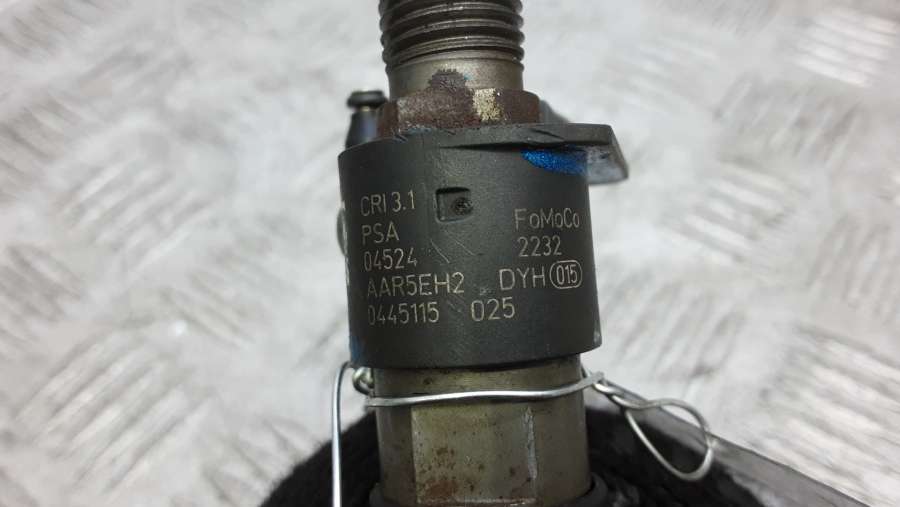 CRI 3.1
PSA FoMoCo
04524 2232
AAR5EH2 DYH 015
0445115 025